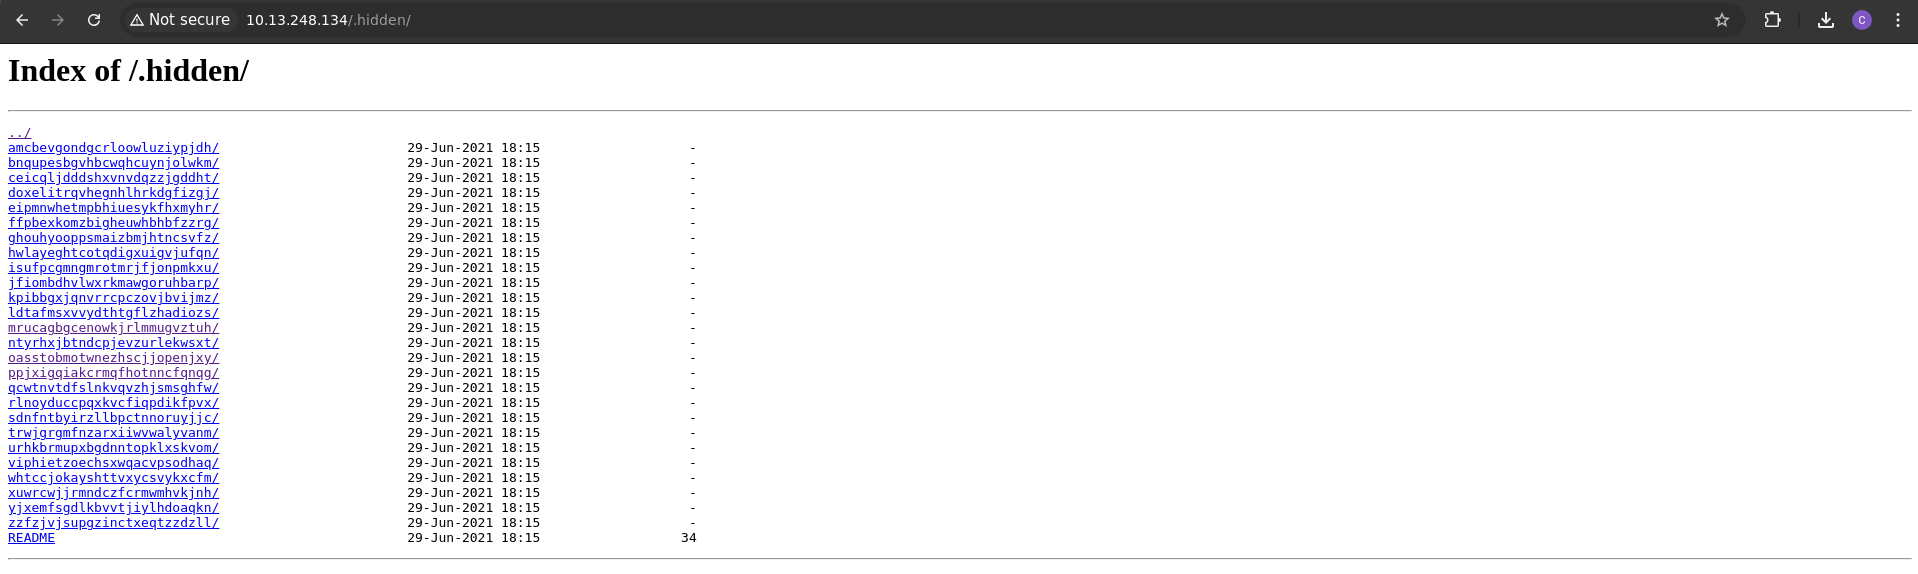 Not secure 10.13.248.134/.hidden/
C
Index of /.hidden/
../
amcbevgondgcrloowluziypjdh/ 29-Jun-2021 18:15 -
bnqupesbgvhbcwqhcuynjolwkm/ 29-Jun-2021 18:15 -
ceicqljdddshxvnvdqzzjgddht/ 29-Jun-2021 18:15 -
doxelitrqvhegnhlhrkdgfizgj/ 29-Jun-2021 18:15 -
eipmnwhetmpbhiuesykfhxmyhr/ 29-Jun-2021 18:15 -
ffpbexkomzbigheuwhbhbfzzrg/ 29-Jun-2021 18:15 -
ghouhyooppsmaizbmjhtncsvfz/ 29-Jun-2021 18:15 -
hwlayeghtcotqdigxuigvjufqn/ 29-Jun-2021 18:15 -
isufpcgmngmrotmrjfjonpmkxu/ 29-Jun-2021 18:15 -
jfiombdhvlwxrkmawgoruhbarp/ 29-Jun-2021 18:15 -
kpibbgxjqnvrrcpczovjbvijmz/ 29-Jun-2021 18:15 -
ldtafmsxvvydthtgflzhadiozs/ 29-Jun-2021 18:15 -
mrucagbgcenowkjrlmmugvztuh/ 29-Jun-2021 18:15 -
ntyrhxjbtndcpjevzurlekwsxt/ 29-Jun-2021 18:15 -
oasstobmotwnezhscjjopenjxy/ 29-Jun-2021 18:15 -
ppjxigqiakcrmqfhotnncfqnqg/ 29-Jun-2021 18:15 -
qcwtnvtdfslnkvqvzhjsmsghfw/ 29-Jun-2021 18:15 -
rlnoyduccpqxkvcfiqpdikfpvx/ 29-Jun-2021 18:15 -
sdnfntbyirzllbpctnnoruyjjc/ 29-Jun-2021 18:15 -
trwjgrgmfnzarxiiwvwalyvanm/ 29-Jun-2021 18:15 -
urhkbrmupxbgdnntopklxskvom/ 29-Jun-2021 18:15 -
viphietzoechsxwqacvpsodhaq/ 29-Jun-2021 18:15 -
whtccjokayshttvxycsvykxcfm/ 29-Jun-2021 18:15 -
xuwrcwjjrmndczfcrmwmhvkjnh/ 29-Jun-2021 18:15 -
yjxemfsgdlkbvvtjiylhdoaqkn/ 29-Jun-2021 18:15 -
zzfzjvjsupgzinctxeqtzzdzll/ 29-Jun-2021 18:15 -
README 29-Jun-2021 18:15 34